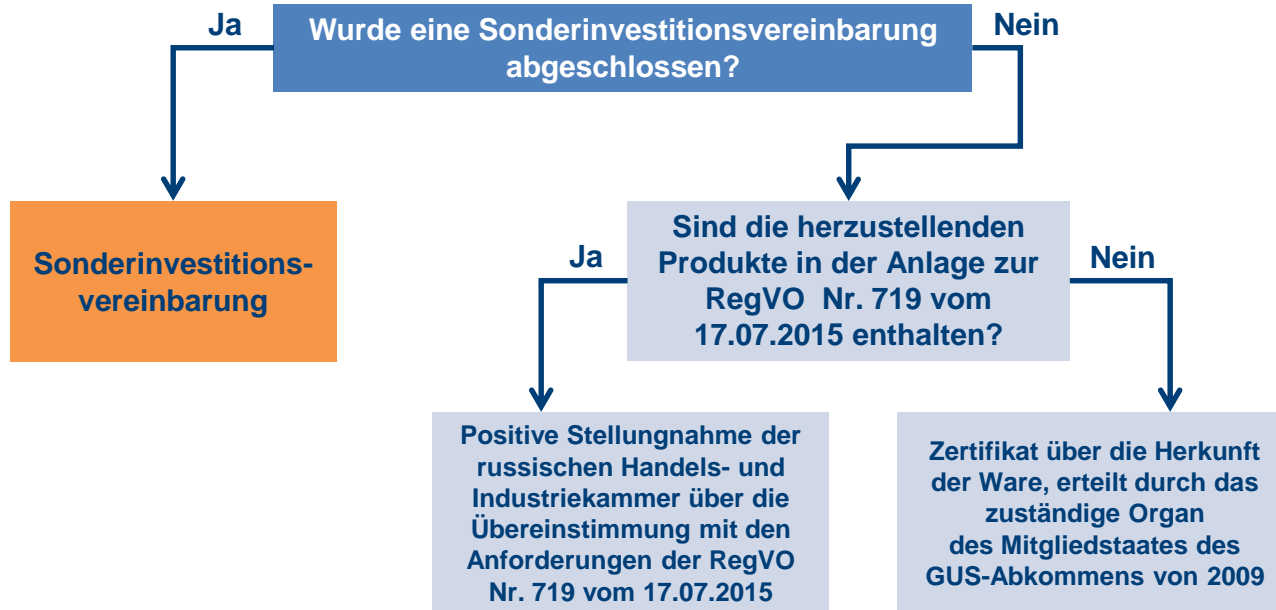 Ja
Wurde eine Sonderinvestitionsvereinbarung
abgeschlossen?
Nein
Sonderinvestitions-
vereinbarung
Ja
Sind die herzustellenden
Produkte in der Anlage zur
RegVO Nr. 719 vom
17.07.2015 enthalten?
Nein
Positive Stellungnahme der
russischen Handels- und
Industriekammer über die
Übereinstimmung mit den
Anforderungen der RegVO
Nr. 719 vom 17.07.2015
Zertifikat über die Herkunft
der Ware, erteilt durch das
zuständige Organ
des Mitgliedstaates des
GUS-Abkommens von 2009